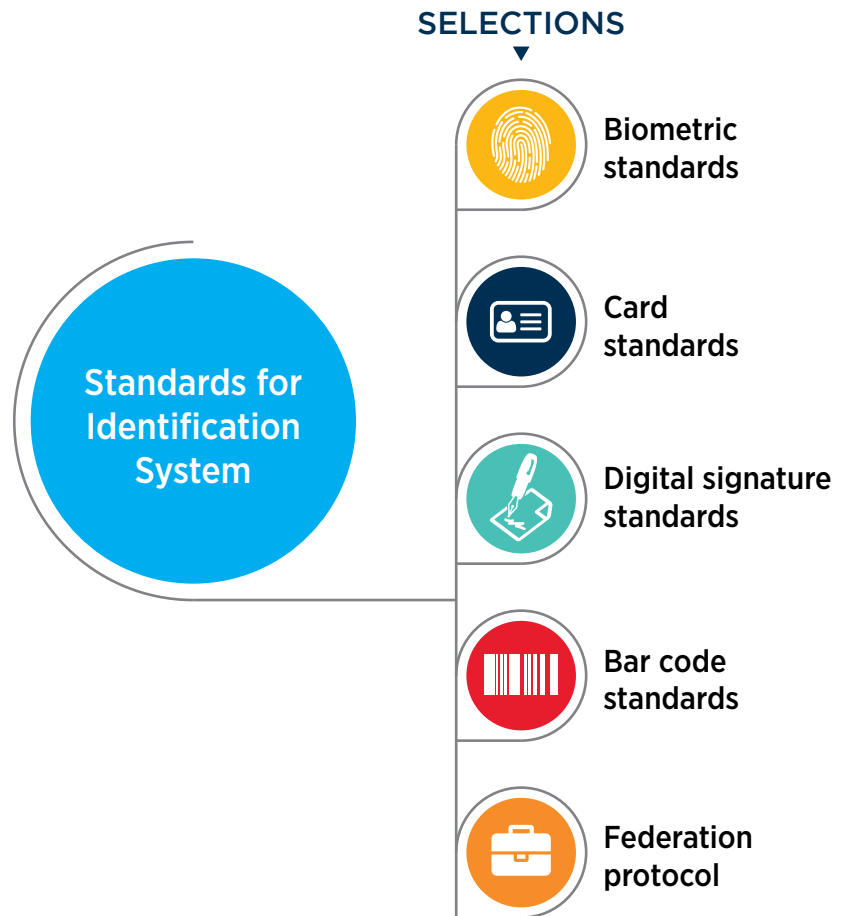 SELECTIONS
Biometric
standards
Card
standards
Standards for
Identification
System
Digital signature
standards
Bar code
standards
Federation
protocol